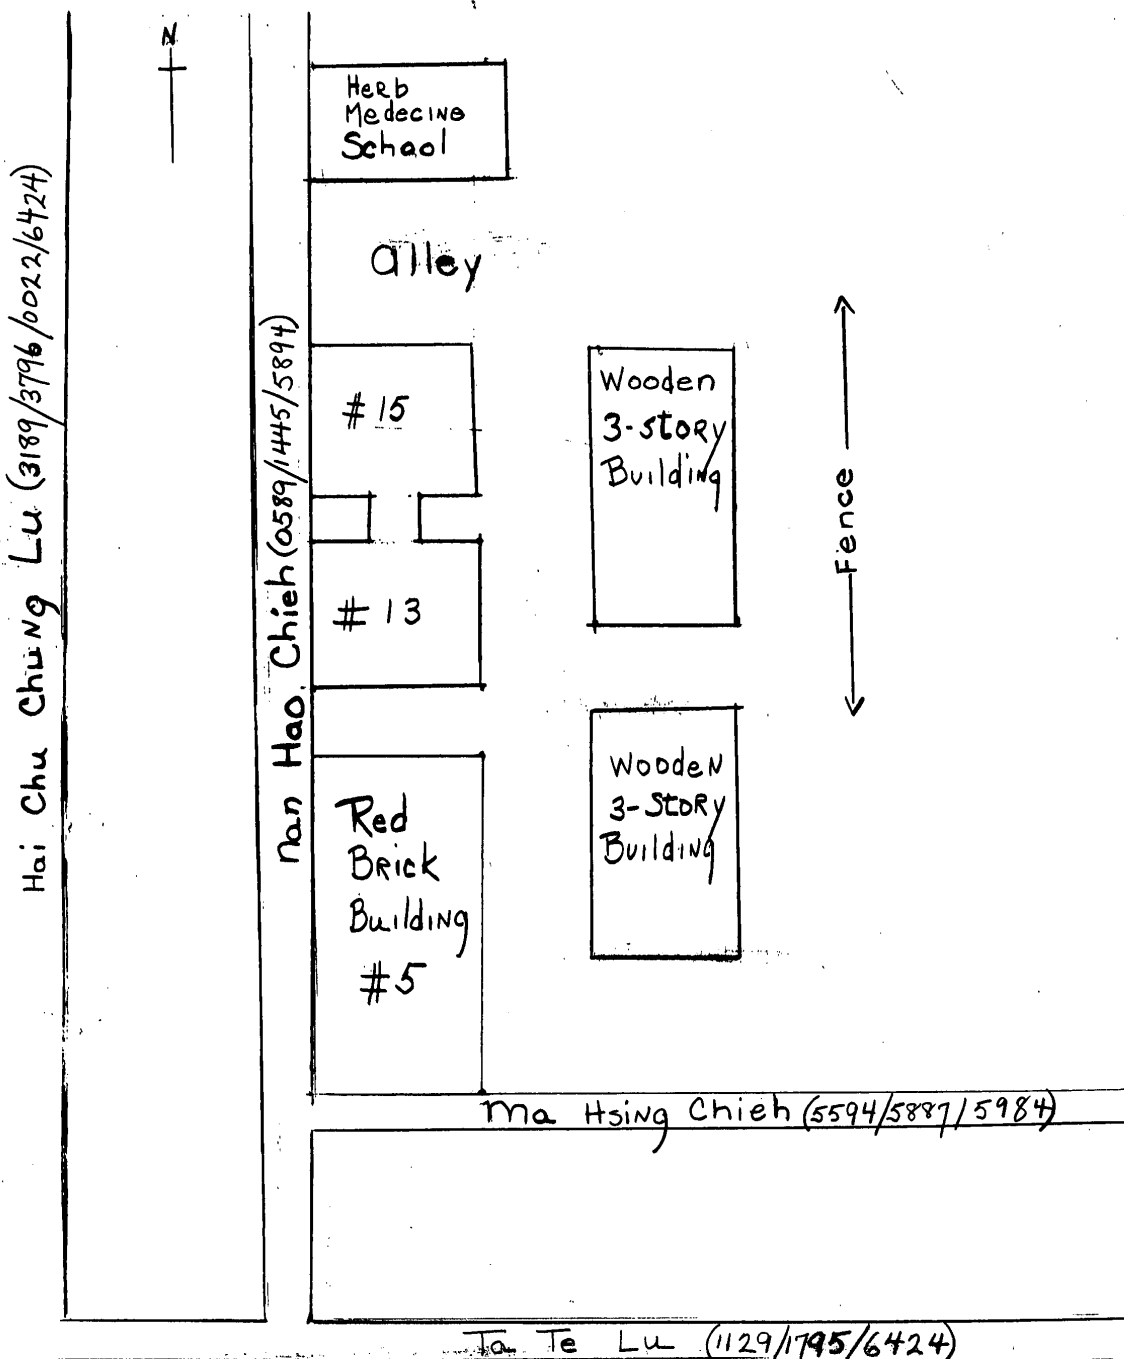 N
Herb
Medecine
School
Alley
Hai Chu Chung Lu (3189/3796/0022/6424)
Nan Hao Chieh (0589/1445/5894)
# 15
# 13
Wooden
3-Story
Building
Fence
Wooden
3-Story
Building
Red
Brick
Building
#5
Ma Hsing Chieh (5594/5887/5984)
Ta Te Lu (1129/1795/6424)